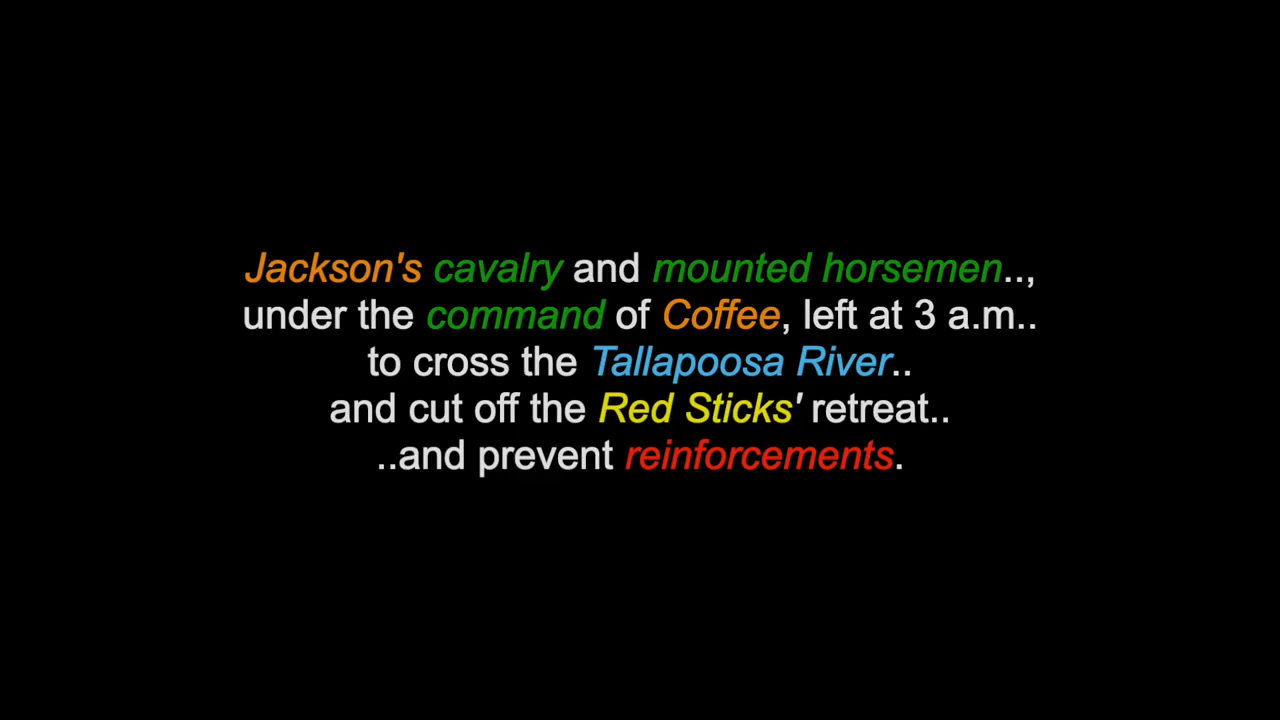 Jackson's cavalry and mounted horsemen..,
under the command of Coffee, left at 3 a.m..
to cross the Tallapoosa River..
and cut off the Red Sticks' retreat..
..and prevent reinforcements.